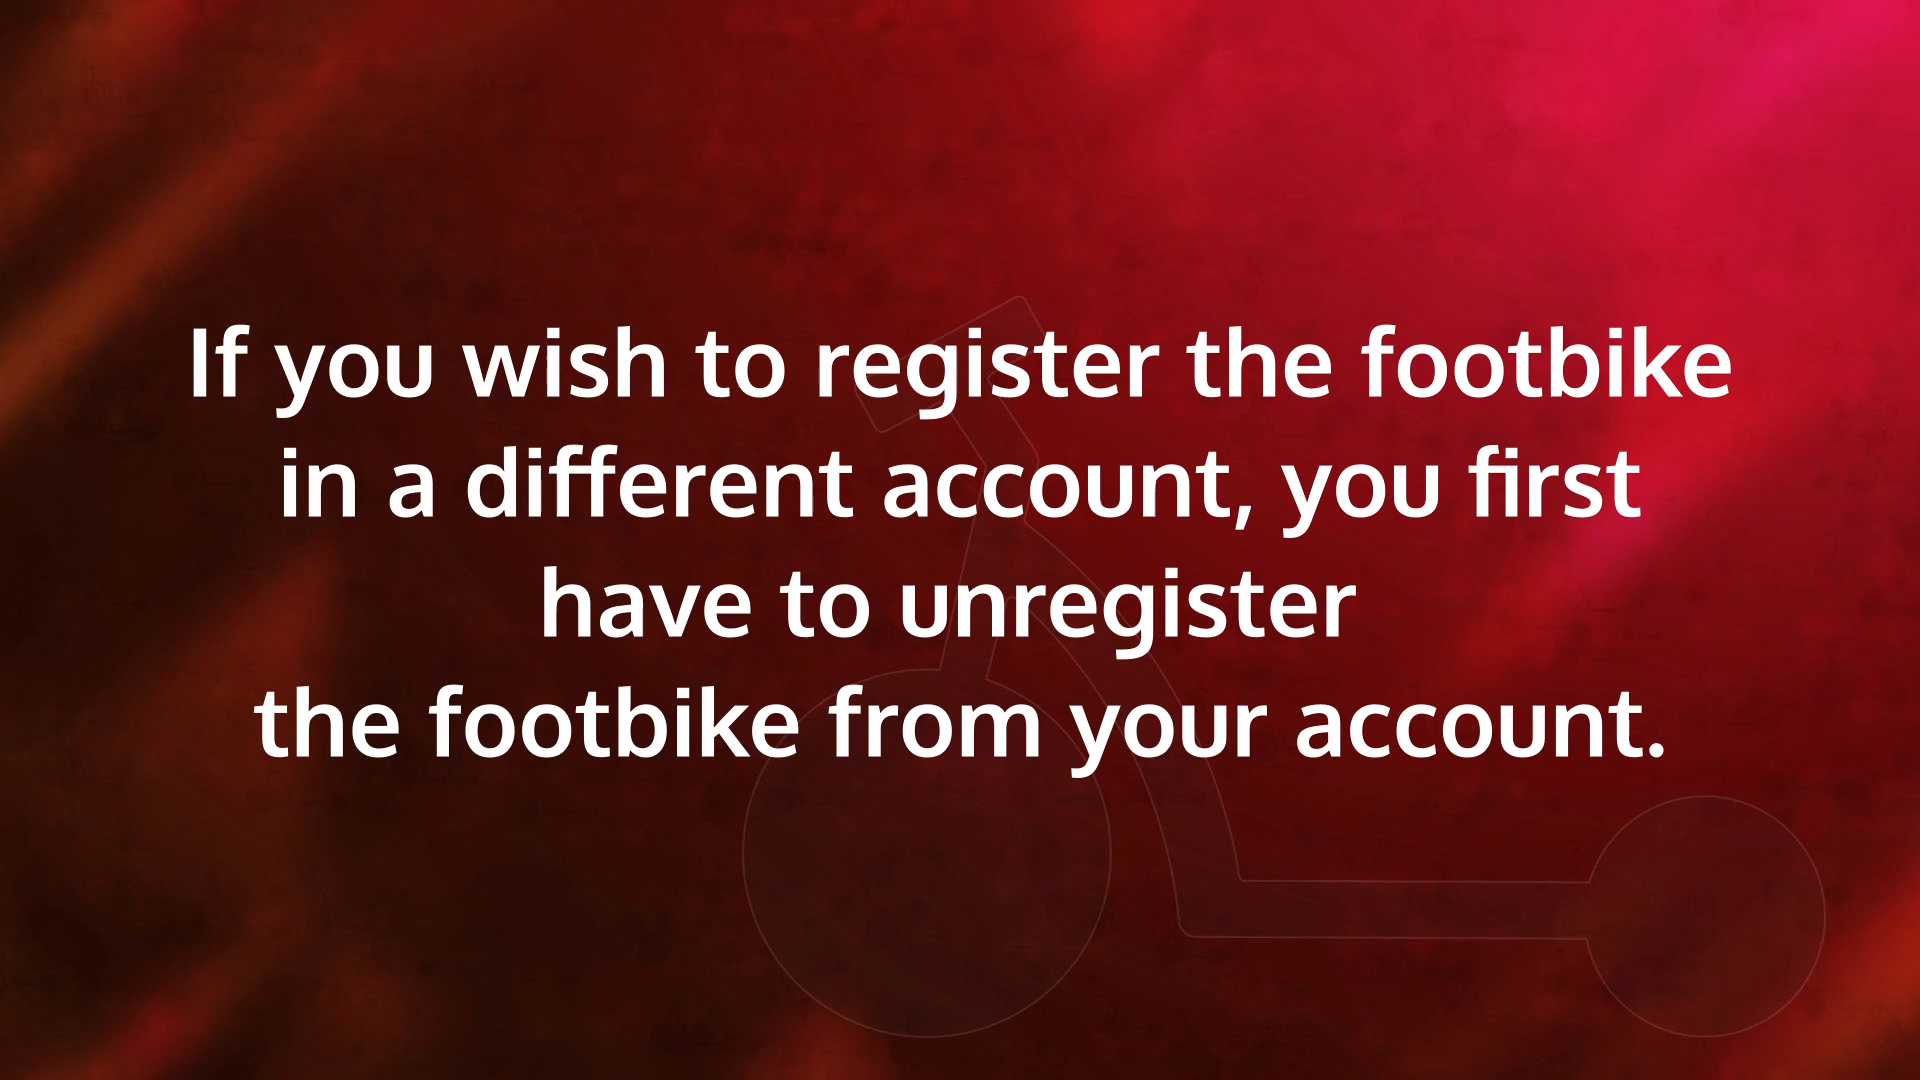 If you wish to register the footbike
in a different account, you first
have to unregister
the footbike from your account.